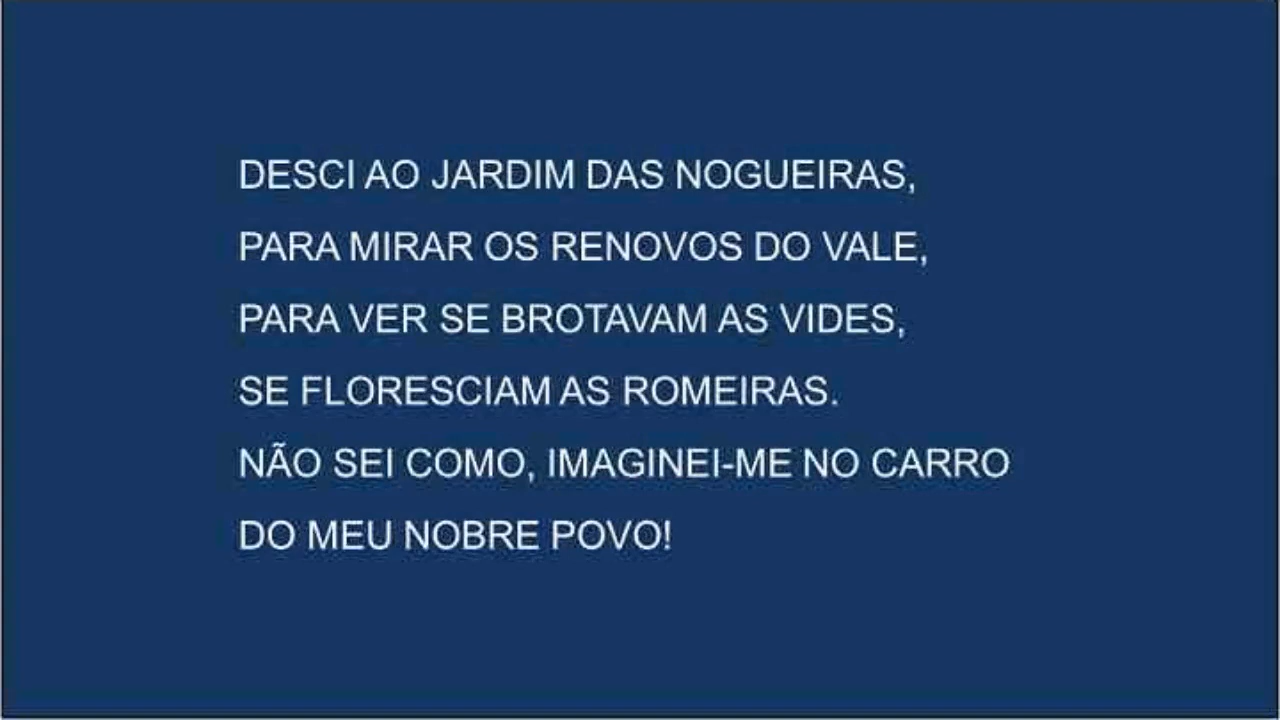 DESCI AO JARDIM DAS NOGUEIRAS,
PARA MIRAR OS RENOVOS DO VALE,
PARA VER SE BROTAVAM AS VIDES,
SE FLORESCIAM AS ROMEIRAS.
NÃO SEI COMO, IMAGINEI-ME NO CARRO
DO MEU NOBRE POVO!